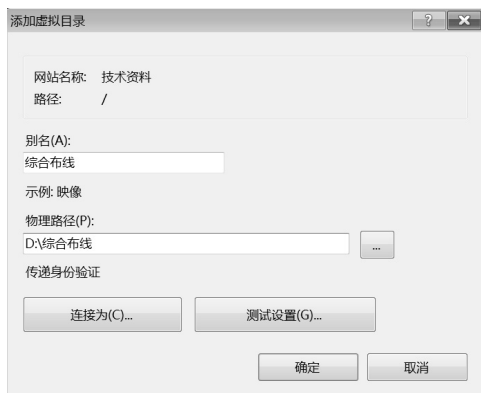 添加虚拟目录
网站名称: 技术资料
路径: /
别名(A):
综合布线
示例: 映像
物理路径(P):
D:\综合布线
...
传递身份验证
连接为(C)... 测试设置(G)...
确定 取消